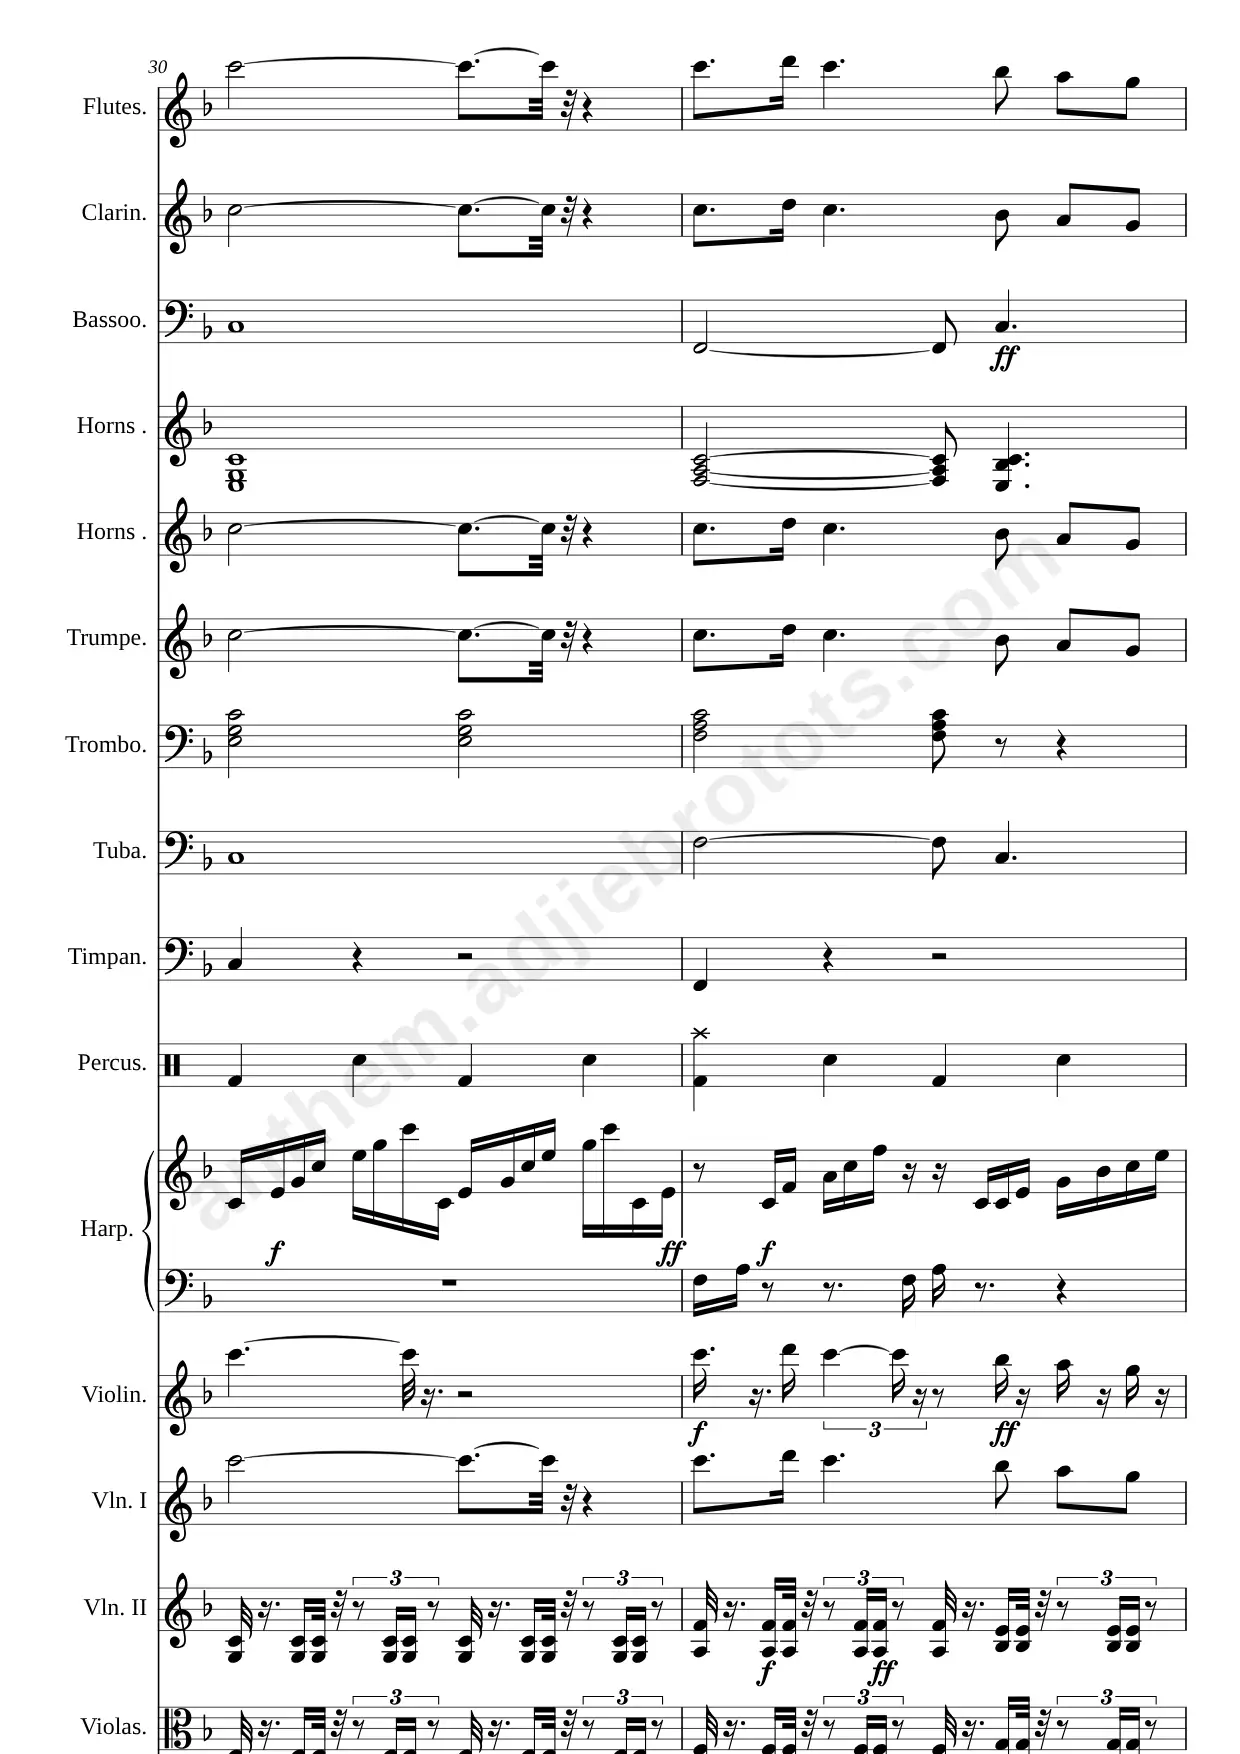 30
Flutes.
Clarin.
Bassoo.
ff
Horns .
Horns .
Trumpe.
Trombo.
Tuba.
Timpan.
Percus.
Harp.
f
ff
f
Violin.
f
3
ff
Vln. I
Vln. II
3
3
3
3
f
ff
Violas.
3
3
3
3
anthem.adjiebrotots.com